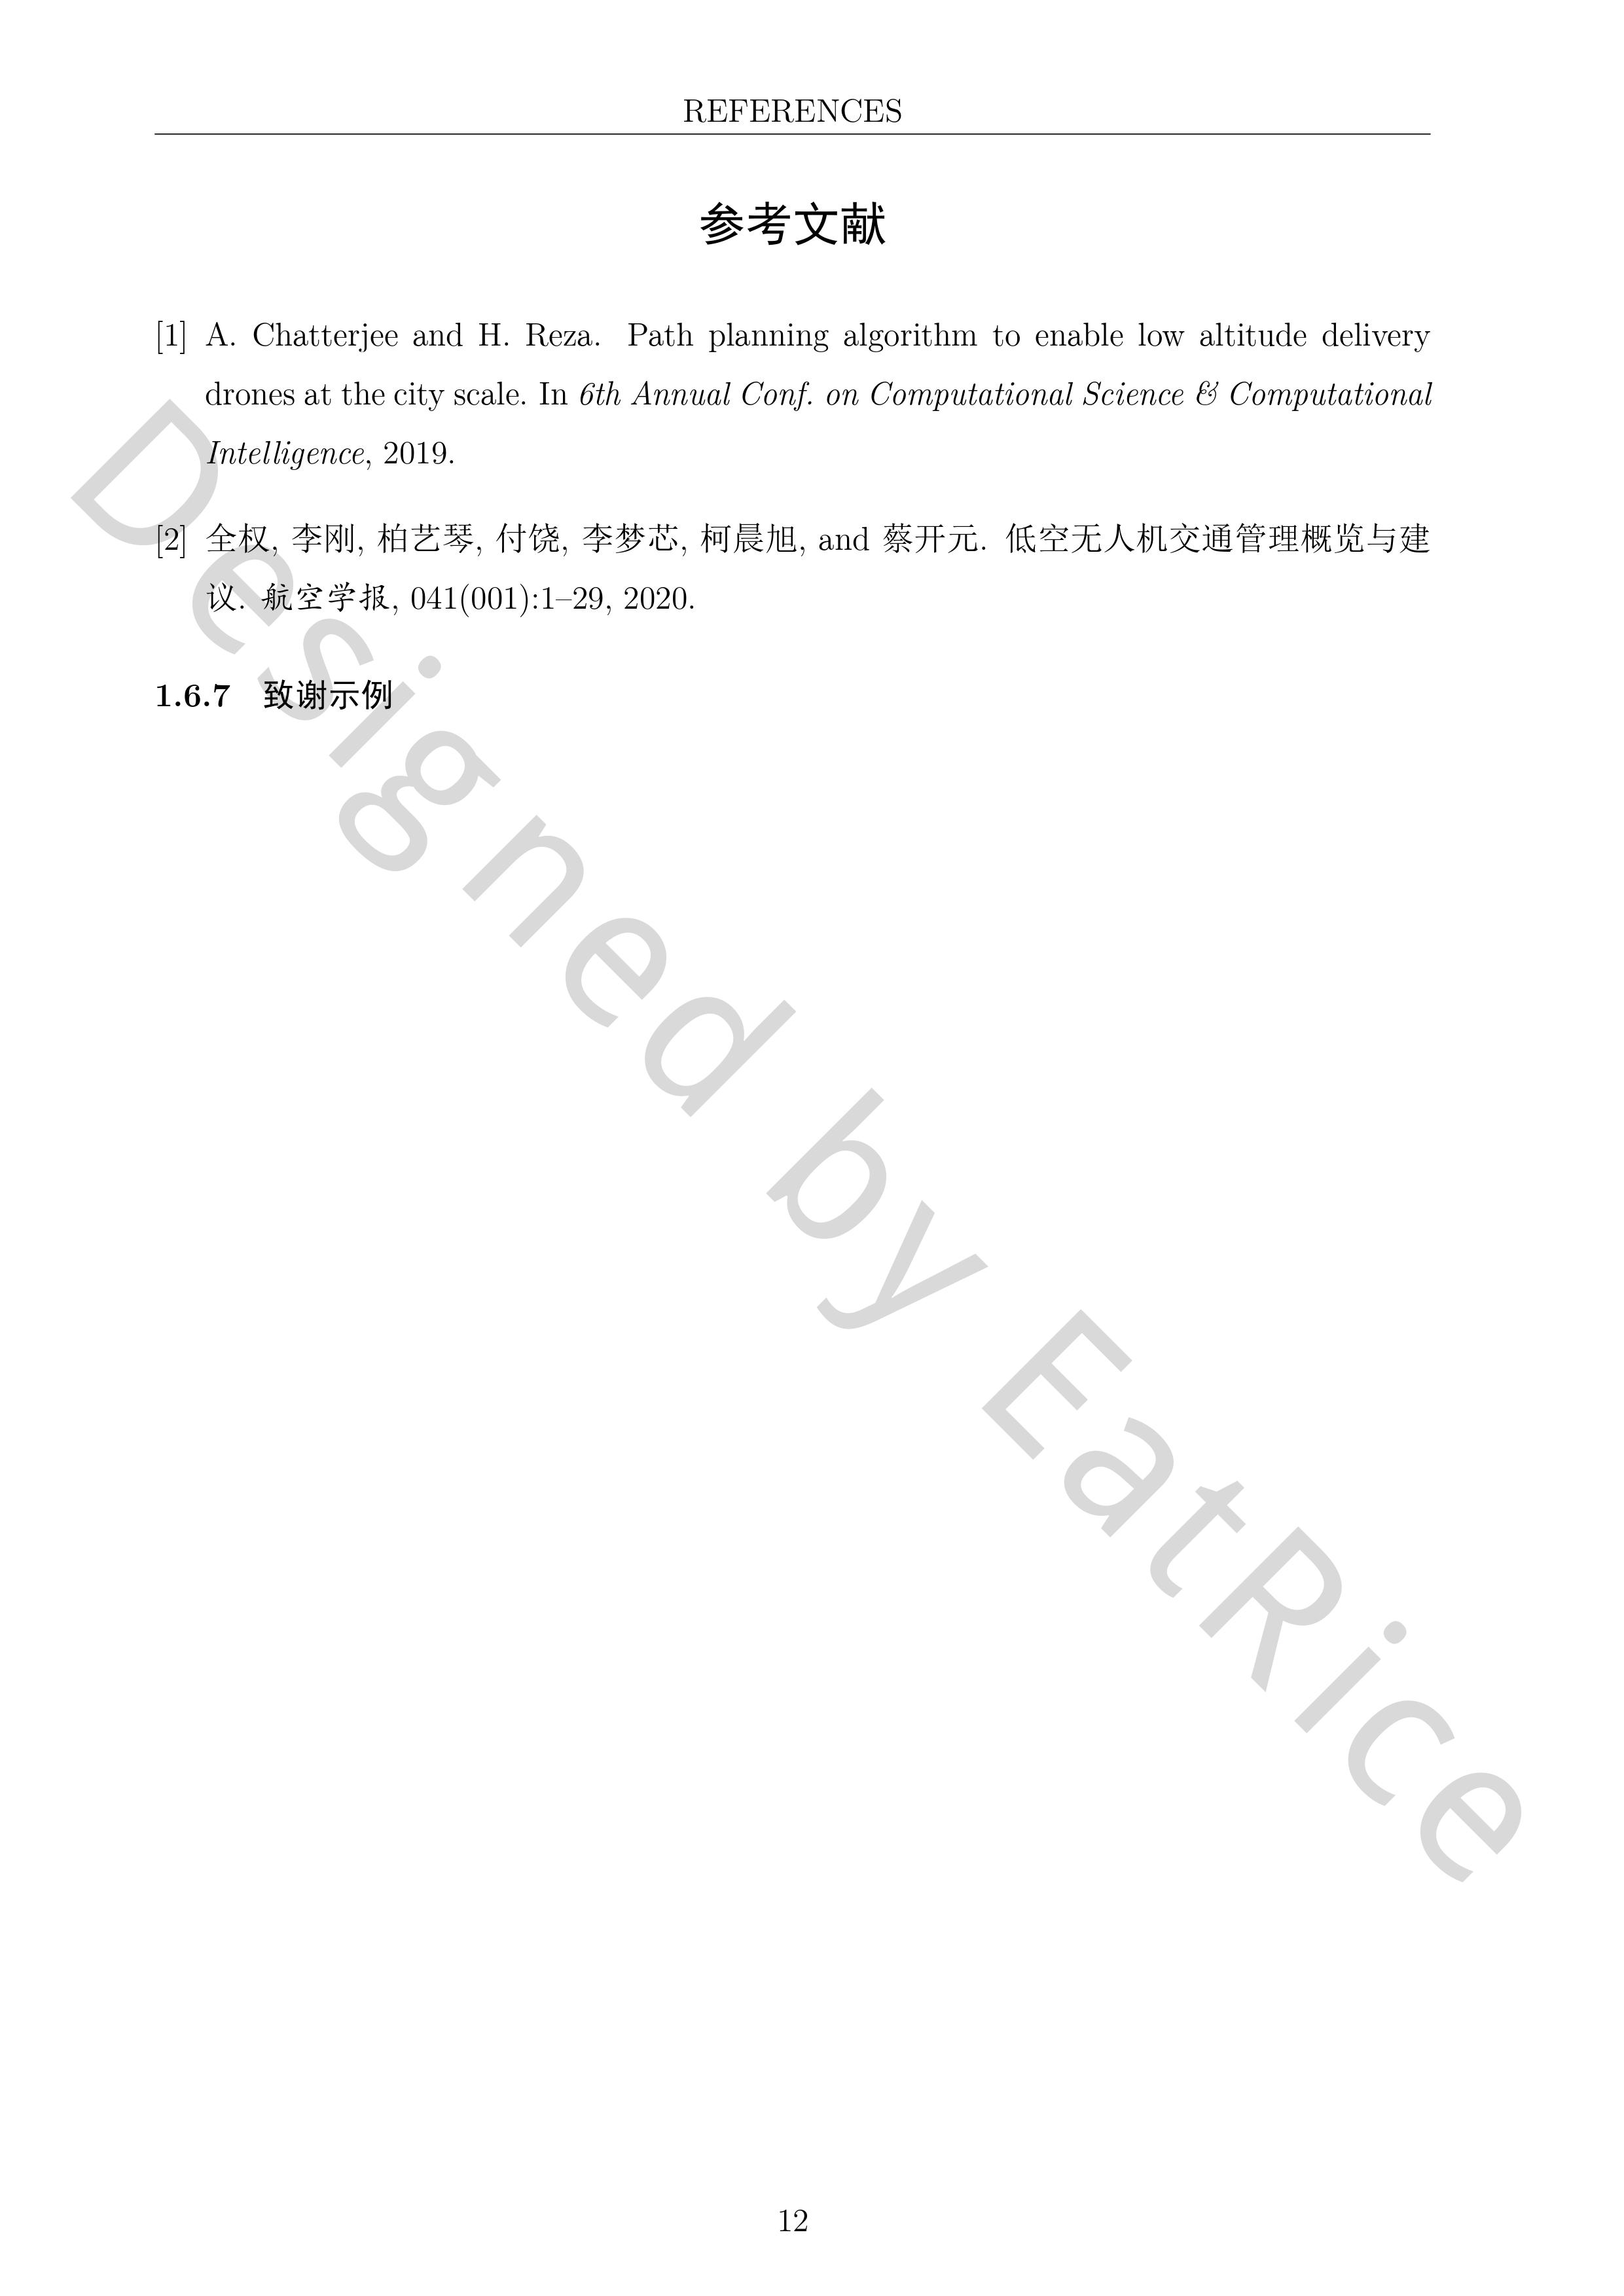 REFERENCES
参考文献
[1] A. Chatterjee and H. Reza. Path planning algorithm to enable low altitude delivery
drones at the city scale. In 6th Annual Conf. on Computational Science & Computational
Intelligence, 2019.
[2] 全权, 李刚, 柏艺琴, 付饶, 李梦芯, 柯晨旭, and 蔡开元. 低空无人机交通管理概览与建
议. 航空学报, 041(001):1–29, 2020.
1.6.7 致谢示例
Designed by EatRice
12